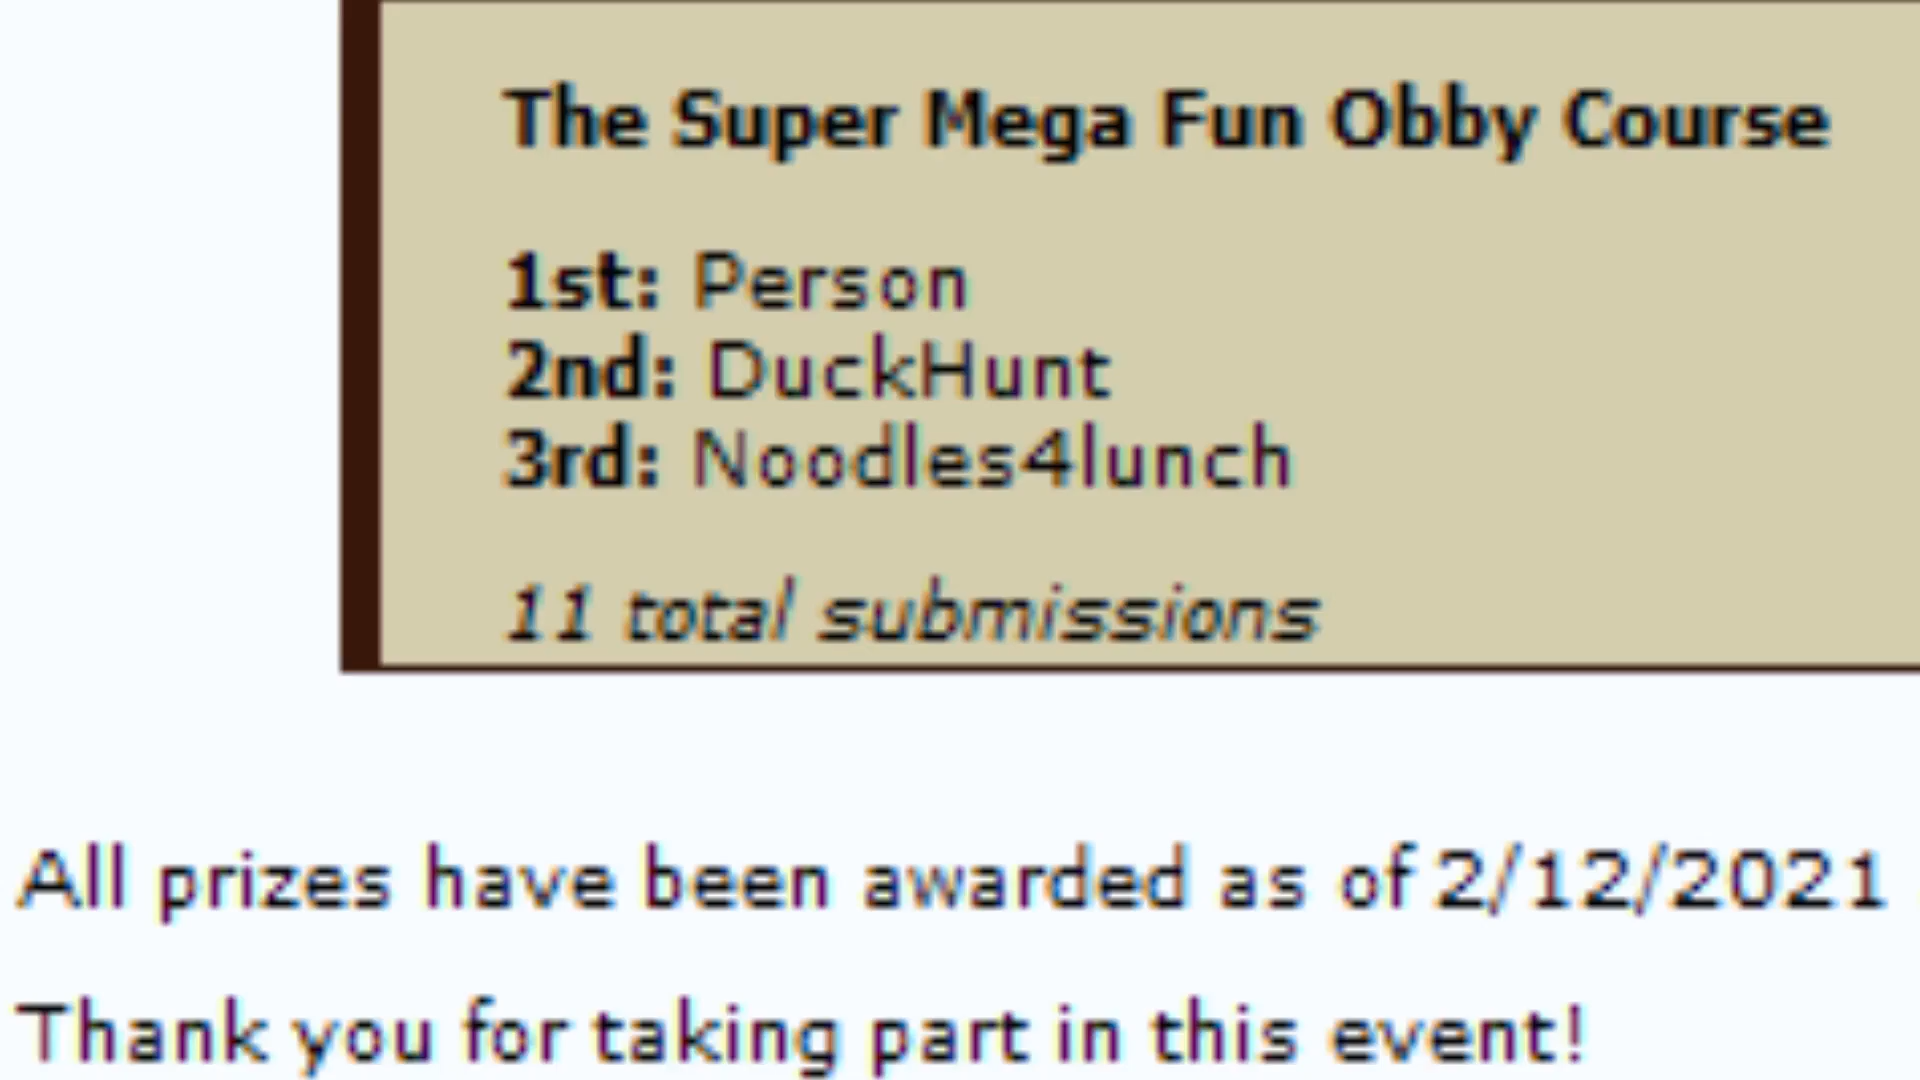 The Super Mega Fun Obby Course
1st: Person
2nd: DuckHunt
3rd: Noodles4lunch
11 total submissions
All prizes have been awarded as of 2/12/2021
Thank you for taking part in this event!